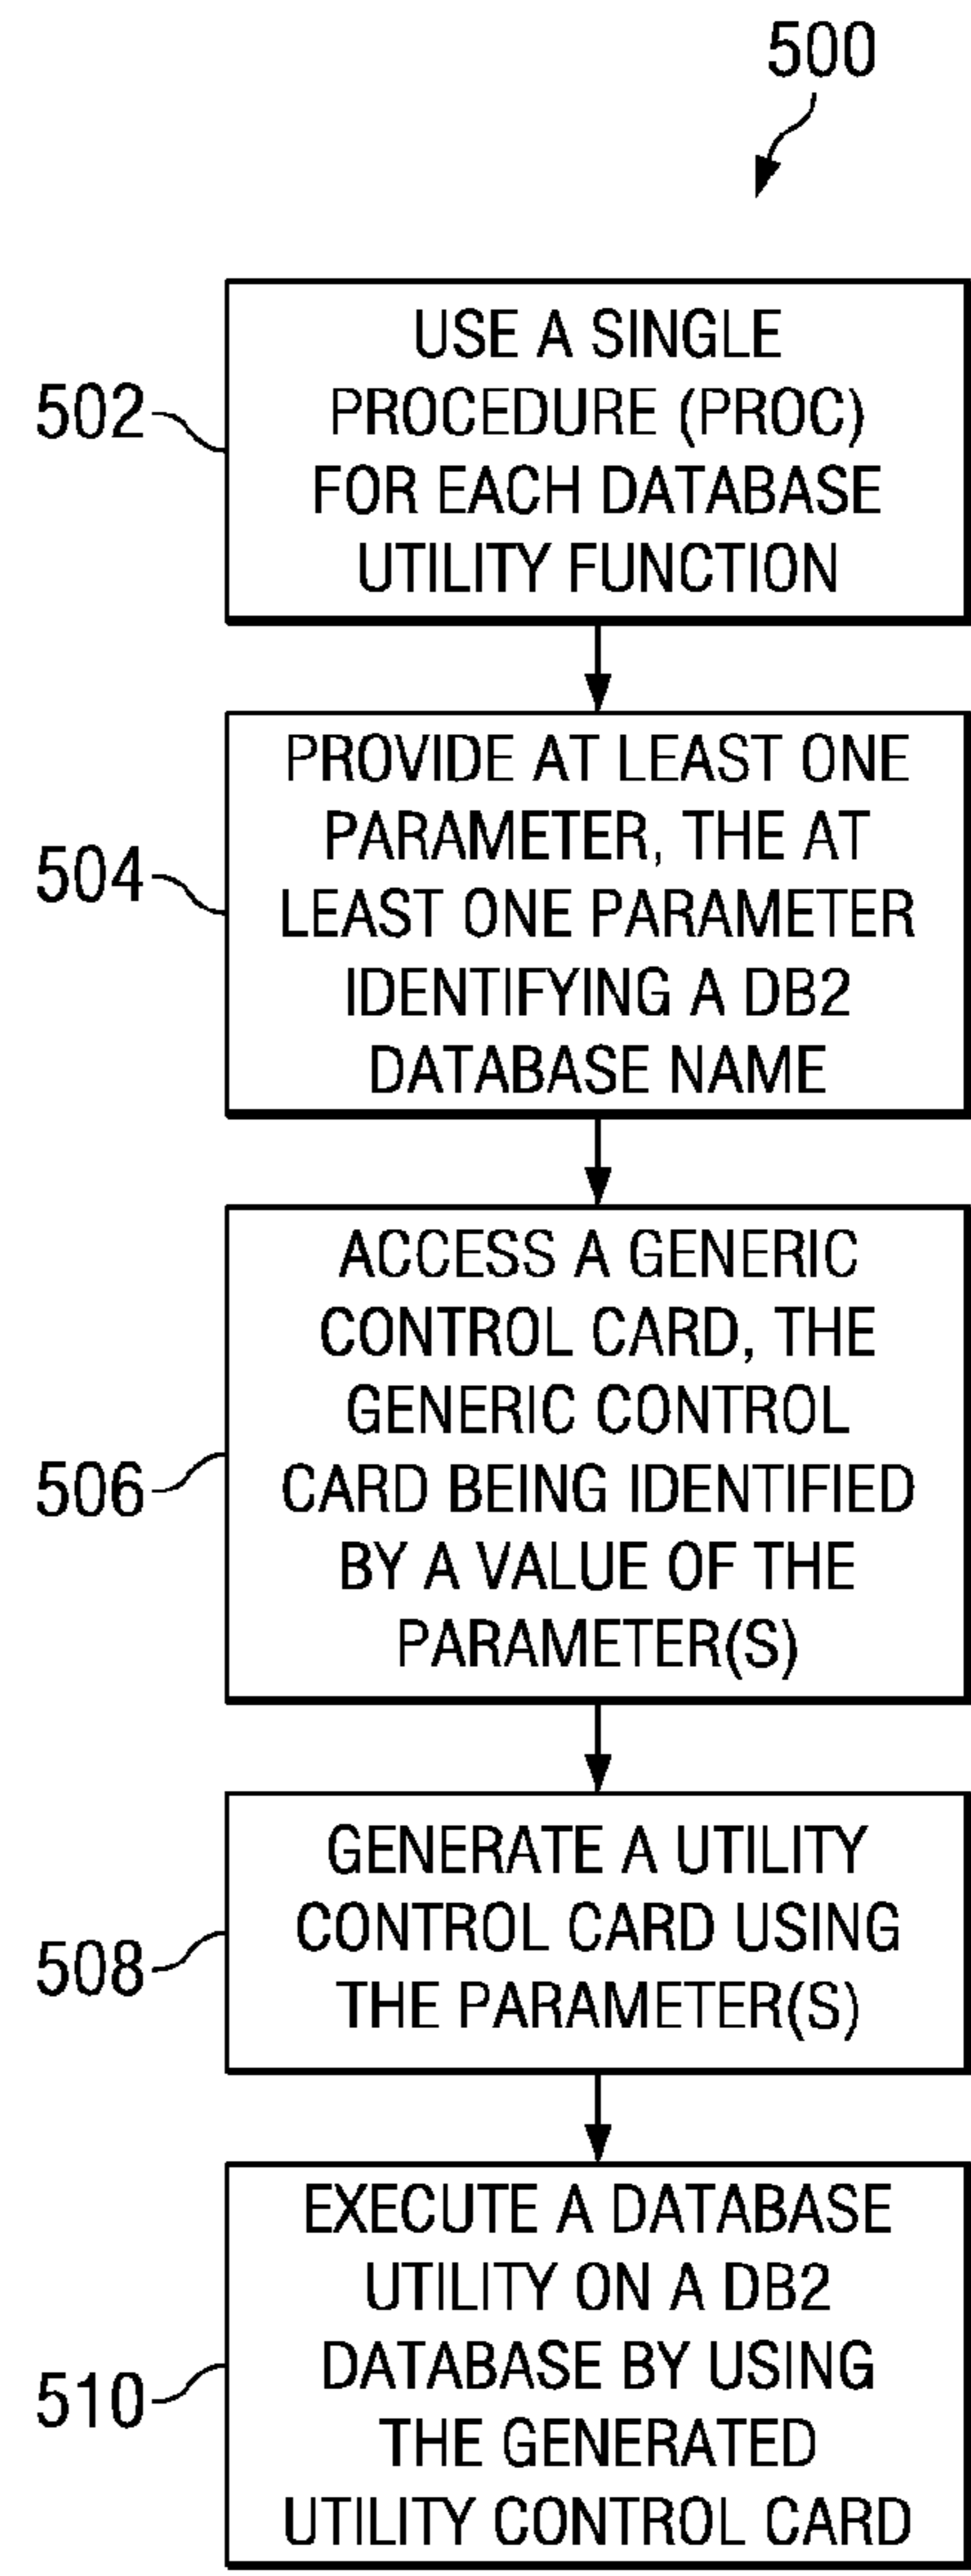 500
502
USE A SINGLE
PROCEDURE (PROC)
FOR EACH DATABASE
UTILITY FUNCTION
504
PROVIDE AT LEAST ONE
PARAMETER, THE AT
LEAST ONE PARAMETER
IDENTIFYING A DB2
DATABASE NAME
506
ACCESS A GENERIC
CONTROL CARD, THE
GENERIC CONTROL
CARD BEING IDENTIFIED
BY A VALUE OF THE
PARAMETER(S)
508
GENERATE A UTILITY
CONTROL CARD USING
THE PARAMETER(S)
510
EXECUTE A DATABASE
UTILITY ON A DB2
DATABASE BY USING
THE GENERATED
UTILITY CONTROL CARD